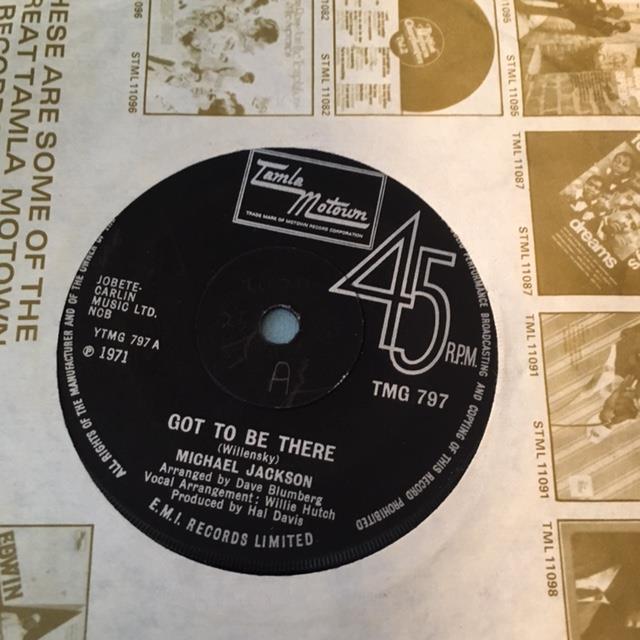 HESE ARE SOME OF THE
REAT TAMLA MOTOWN
RECOR
STML 11096
STML 11082
11082
STML 11095
TML 11087
STML 11087
dreams
TML 11091
STML 11091
TML 11098
EDWIN
Tamla
Motown
TRADE MARK OF MOTOWN RECORD CORPORATION
45
R.P.M.
TMG 797
JOBETE-
CARLIN
MUSIC LTD.
NCB
YTMG 797 A
℗ 1971
A
GOT TO BE THERE
(Willensky)
MICHAEL JACKSON
Arranged by Dave Blumberg
Vocal Arrangement: Willie Hutch
Produced by Hal Davis
E.M.I. RECORDS LIMITED
ALL RIGHTS OF THE MANUFACTURER AND OF THE OWNER OF
PERFORMANCE BROADCASTING AND COPYING OF THIS RECORD PROHIBITED